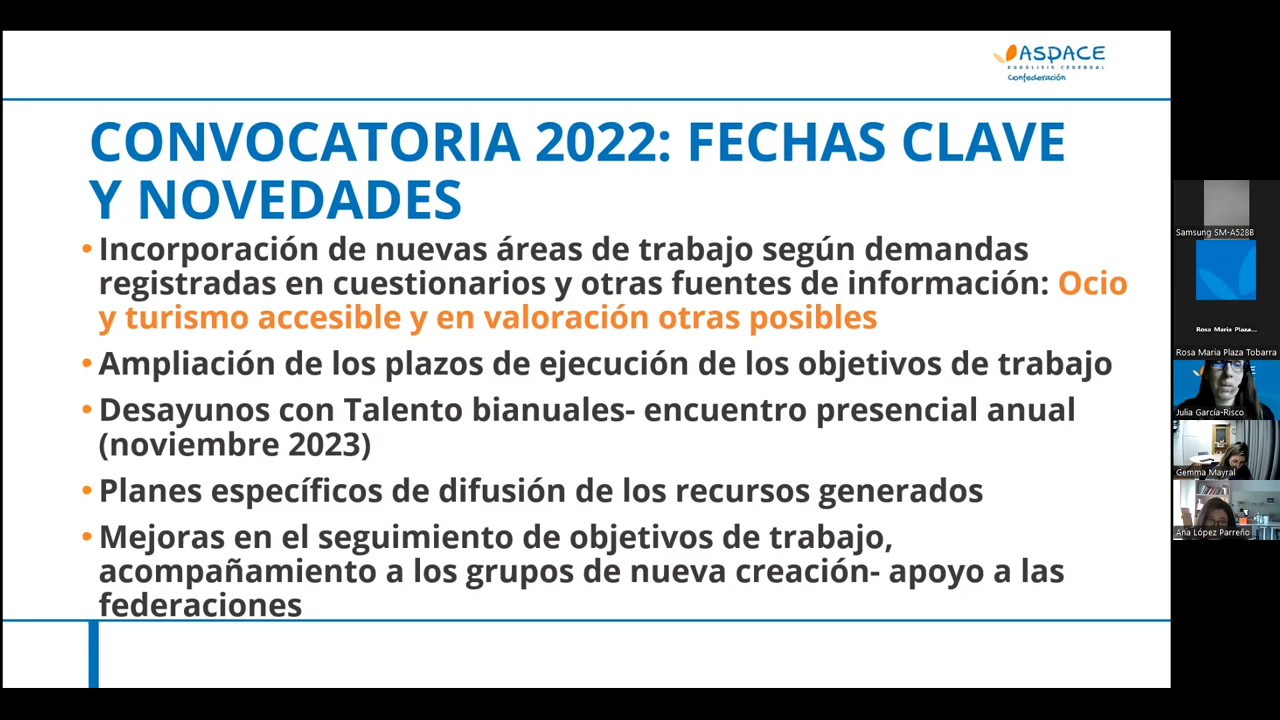 ASPACE
PARÁLISIS CEREBRAL
Confederación
CONVOCATORIA 2022: FECHAS CLAVE
Y NOVEDADES
• Incorporación de nuevas áreas de trabajo según demandas
registradas en cuestionarios y otras fuentes de información: Ocio
y turismo accesible y en valoración otras posibles
• Ampliación de los plazos de ejecución de los objetivos de trabajo
• Desayunos con Talento bianuales- encuentro presencial anual
(noviembre 2023)
• Planes específicos de difusión de los recursos generados
• Mejoras en el seguimiento de objetivos de trabajo,
acompañamiento a los grupos de nueva creación- apoyo a las
federaciones
Samsung SM-A528B
Rosa Maria Plaza...
Rosa Maria Plaza Tobarra
Julia García-Risco
Gemma Mayral
Ana López Parreño